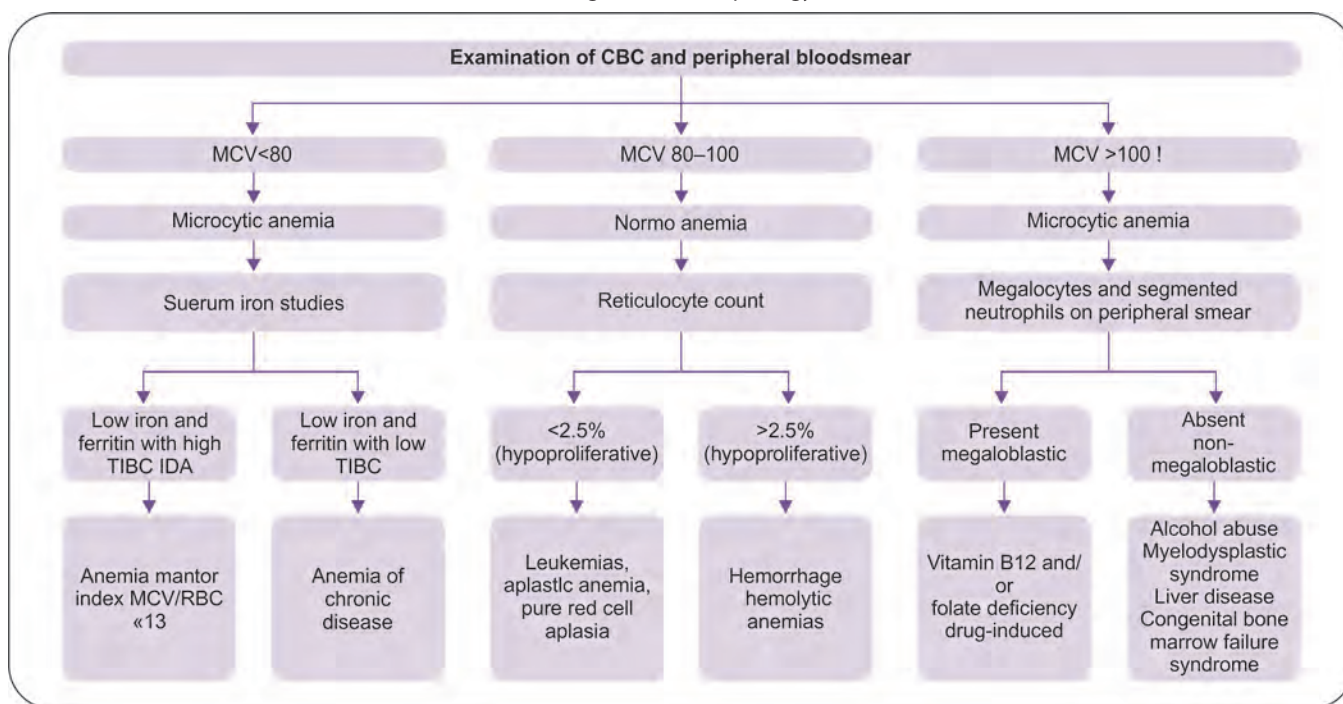 Examination of CBC and peripheral bloodsmear
MCV<80
MCV 80–100
MCV >100 !
Microcytic anemia
Normo anemia
Microcytic anemia
Suerum iron studies
Reticulocyte count
Megalocytes and segmented
neutrophils on peripheral smear
Low iron and
ferritin with high
TIBC IDA
Low iron and
ferritin with low
TIBC
<2.5%
(hypoproliferative)
>2.5%
(hypoproliferative)
Present
megaloblastic
Absent
non-
megaloblastic
Anemia mantor
index MCV/RBC
«13
Anemia of
chronic
disease
Leukemias,
aplastlc anemia,
pure red cell
aplasia
Hemorrhage
hemolytic
anemias
Vitamin B12 and/
or
folate deficiency
drug-induced
Alcohol abuse
Myelodysplastic
syndrome
Liver disease
Congenital bone
marrow failure
syndrome